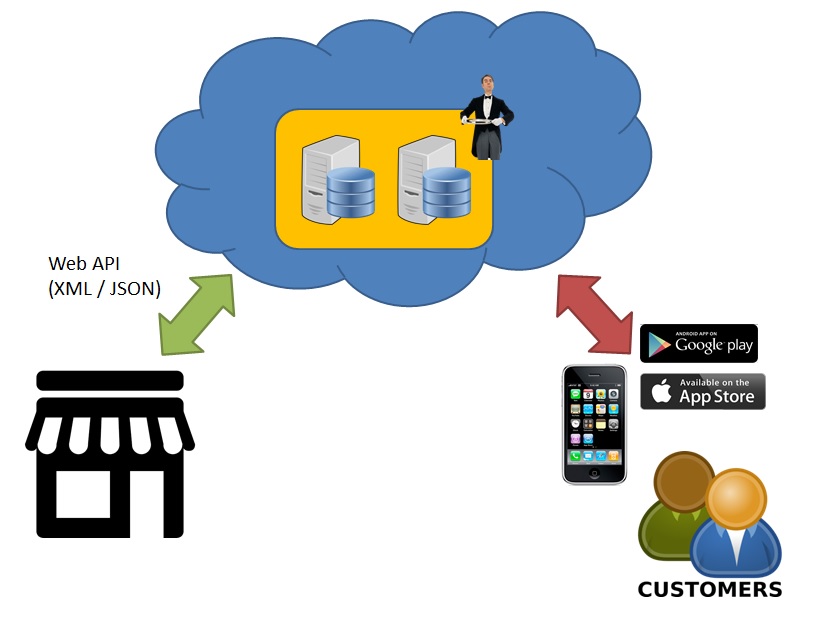 Web API
(XML / JSON)
ANDROID APP ON
Google play
Available on the
App Store
CUSTOMERS